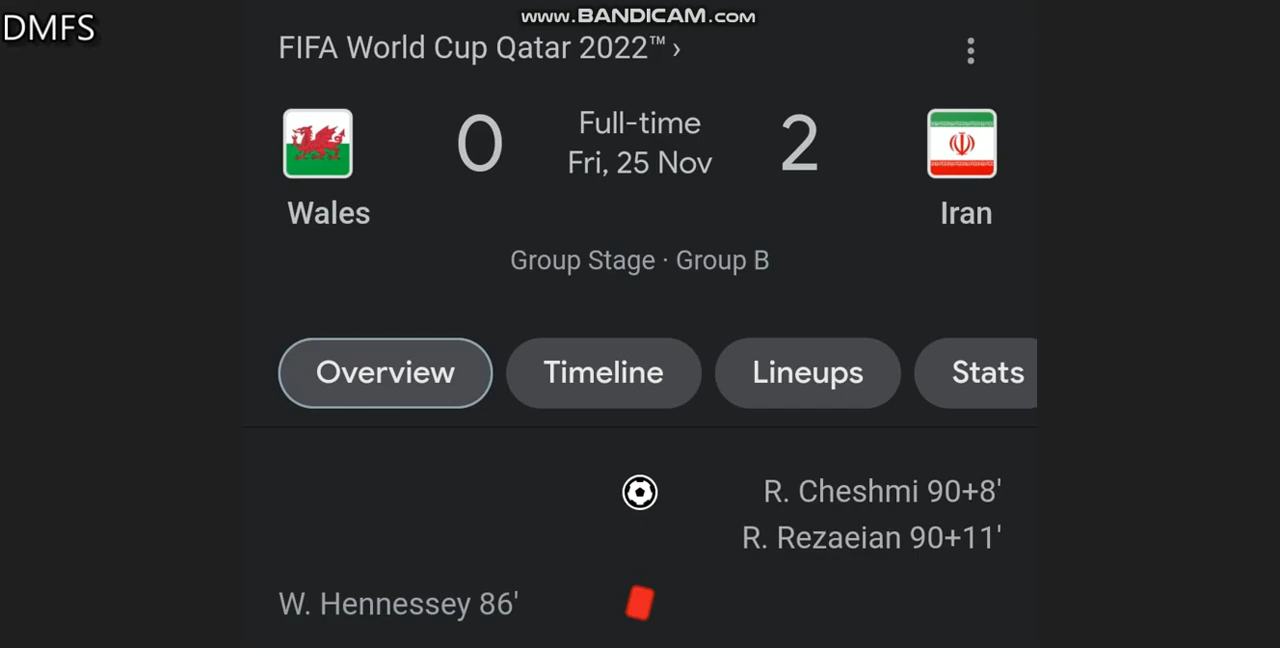 DMFS
www.BANDICAM.COM
FIFA World Cup Qatar 2022™ ›
0 Full-time 2
Fri, 25 Nov
Wales Iran
Group Stage · Group B
Overview Timeline Lineups Stats
R. Cheshmi 90+8'
R. Rezaeian 90+11'
W. Hennessey 86'